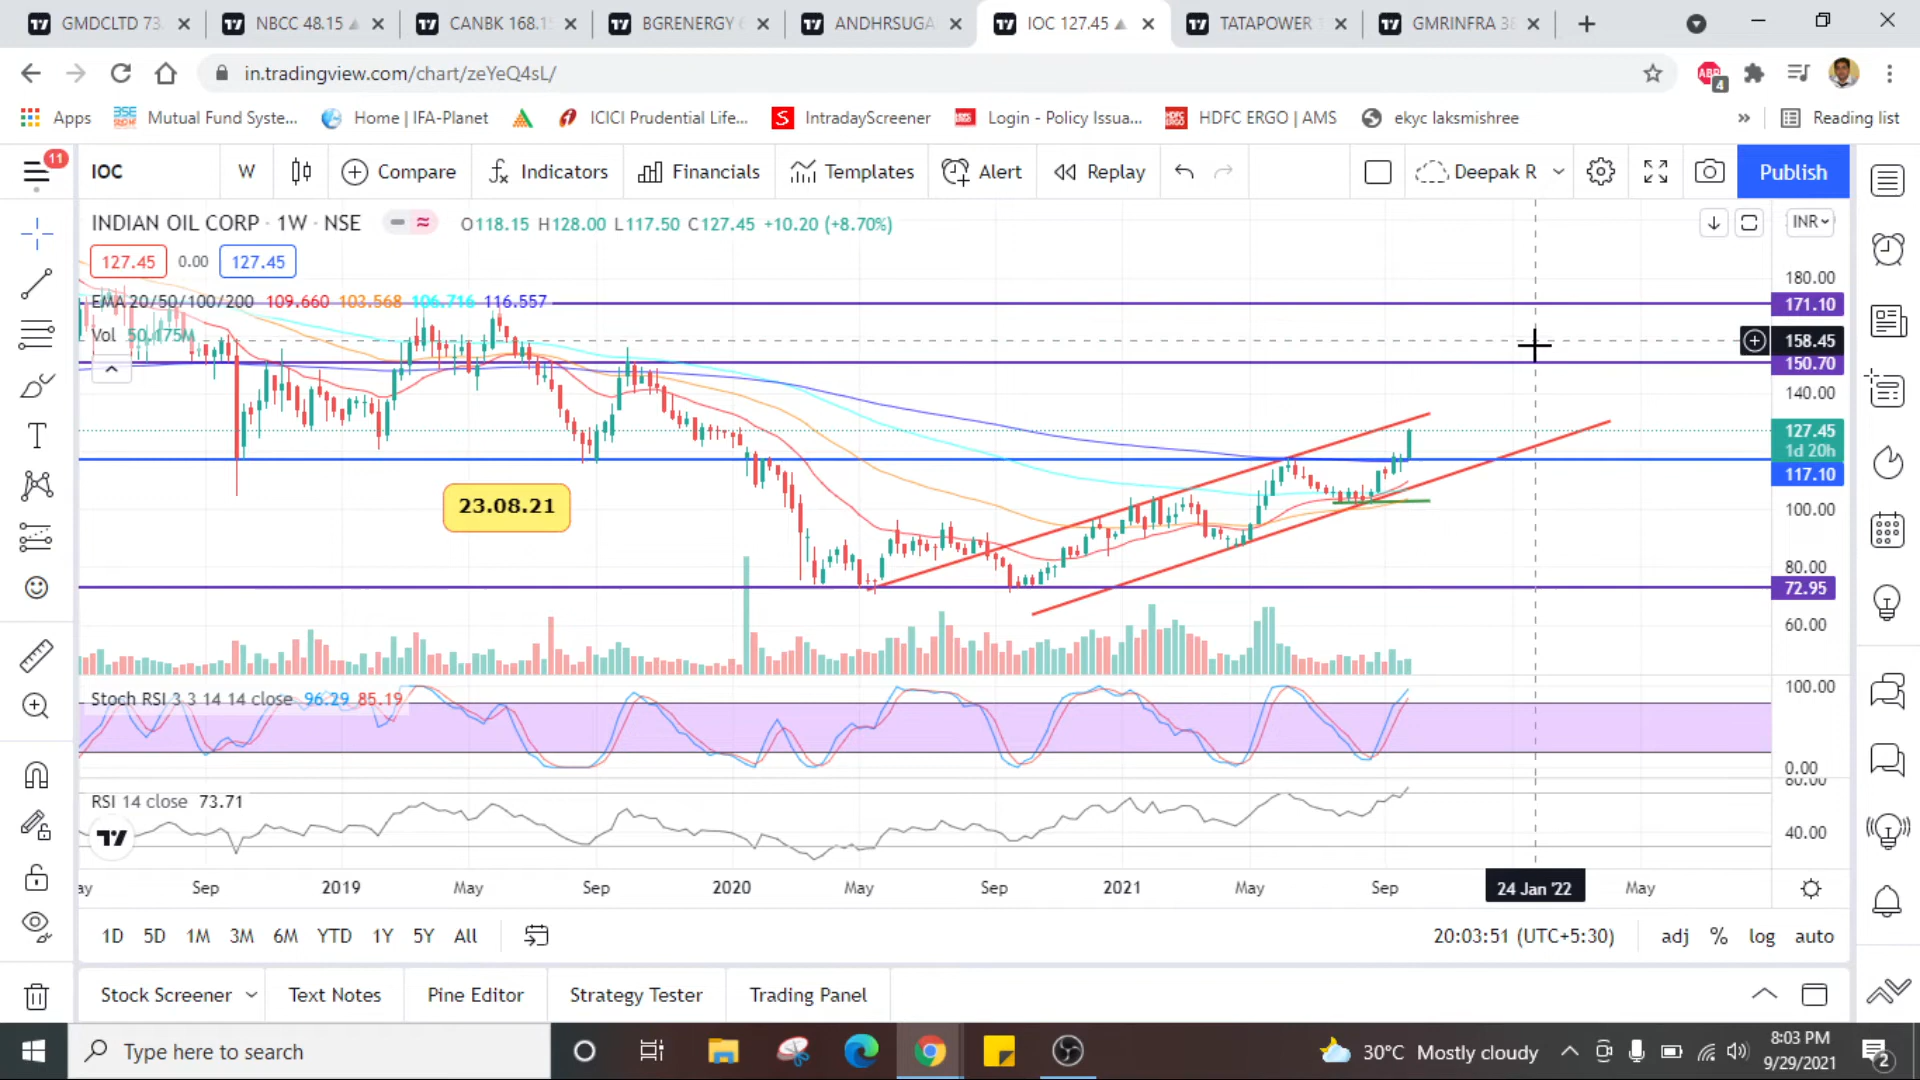 GMDCLTD 73.
NBCC 48.15
CANBK 168.15
BGRENERGY
ANDHRSUGA
IOC 127.45
TATAPOWER
GMRINFRA 38
in.tradingview.com/chart/zeYeQ4sL/
ABP
4
Apps
Mutual Fund Syste...
Home | IFA-Planet
ICICI Prudential Life...
S
IntradayScreener
Login - Policy Issua...
HDFC ERGO | AMS
ekyc laksmishree
»
Reading list
11
IOC
W
Compare
Indicators
Financials
Templates
Alert
Replay
Deepak R
Publish
INDIAN OIL CORP · 1W · NSE
O118.15 H128.00 L117.50 C127.45 +10.20 (+8.70%)
INR
127.45
0.00
127.45
EMA 20/50/100/200 109.660 103.568 106.716 116.557
Vol 50.175M
180.00
171.10
158.45
150.70
140.00
127.45
1d 20h
117.10
100.00
80.00
72.95
60.00
23.08.21
Stoch RSI 3 3 14 14 close 96.29 85.19
100.00
0.00
RSI 14 close 73.71
80.00
40.00
ay
Sep
2019
May
Sep
2020
May
Sep
2021
May
Sep
24 Jan '22
May
1D
5D
1M
3M
6M
YTD
1Y
5Y
All
20:03:51 (UTC+5:30)
adj
%
log
auto
Stock Screener
Text Notes
Pine Editor
Strategy Tester
Trading Panel
Type here to search
30°C Mostly cloudy
8:03 PM
9/29/2021
2